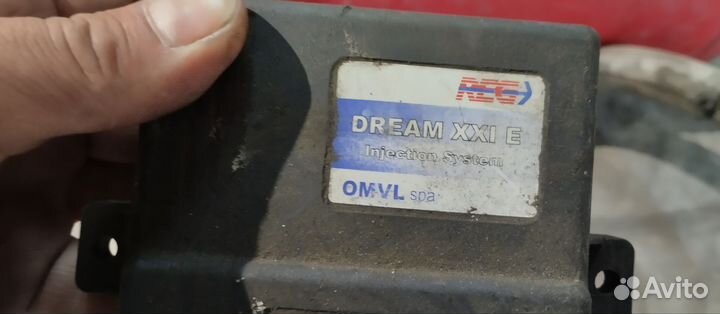 REG
DREAM XXI E
Injection System
OMVL spa
Avito